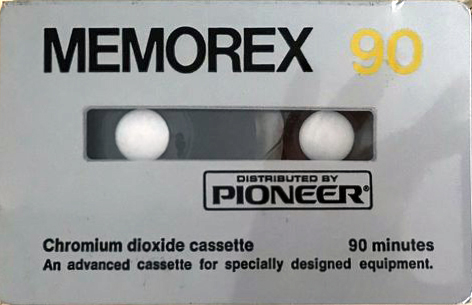 MEMOREX 90
DISTRIBUTED BY
PIONEER®
Chromium dioxide cassette 90 minutes
An advanced cassette for specially designed equipment.